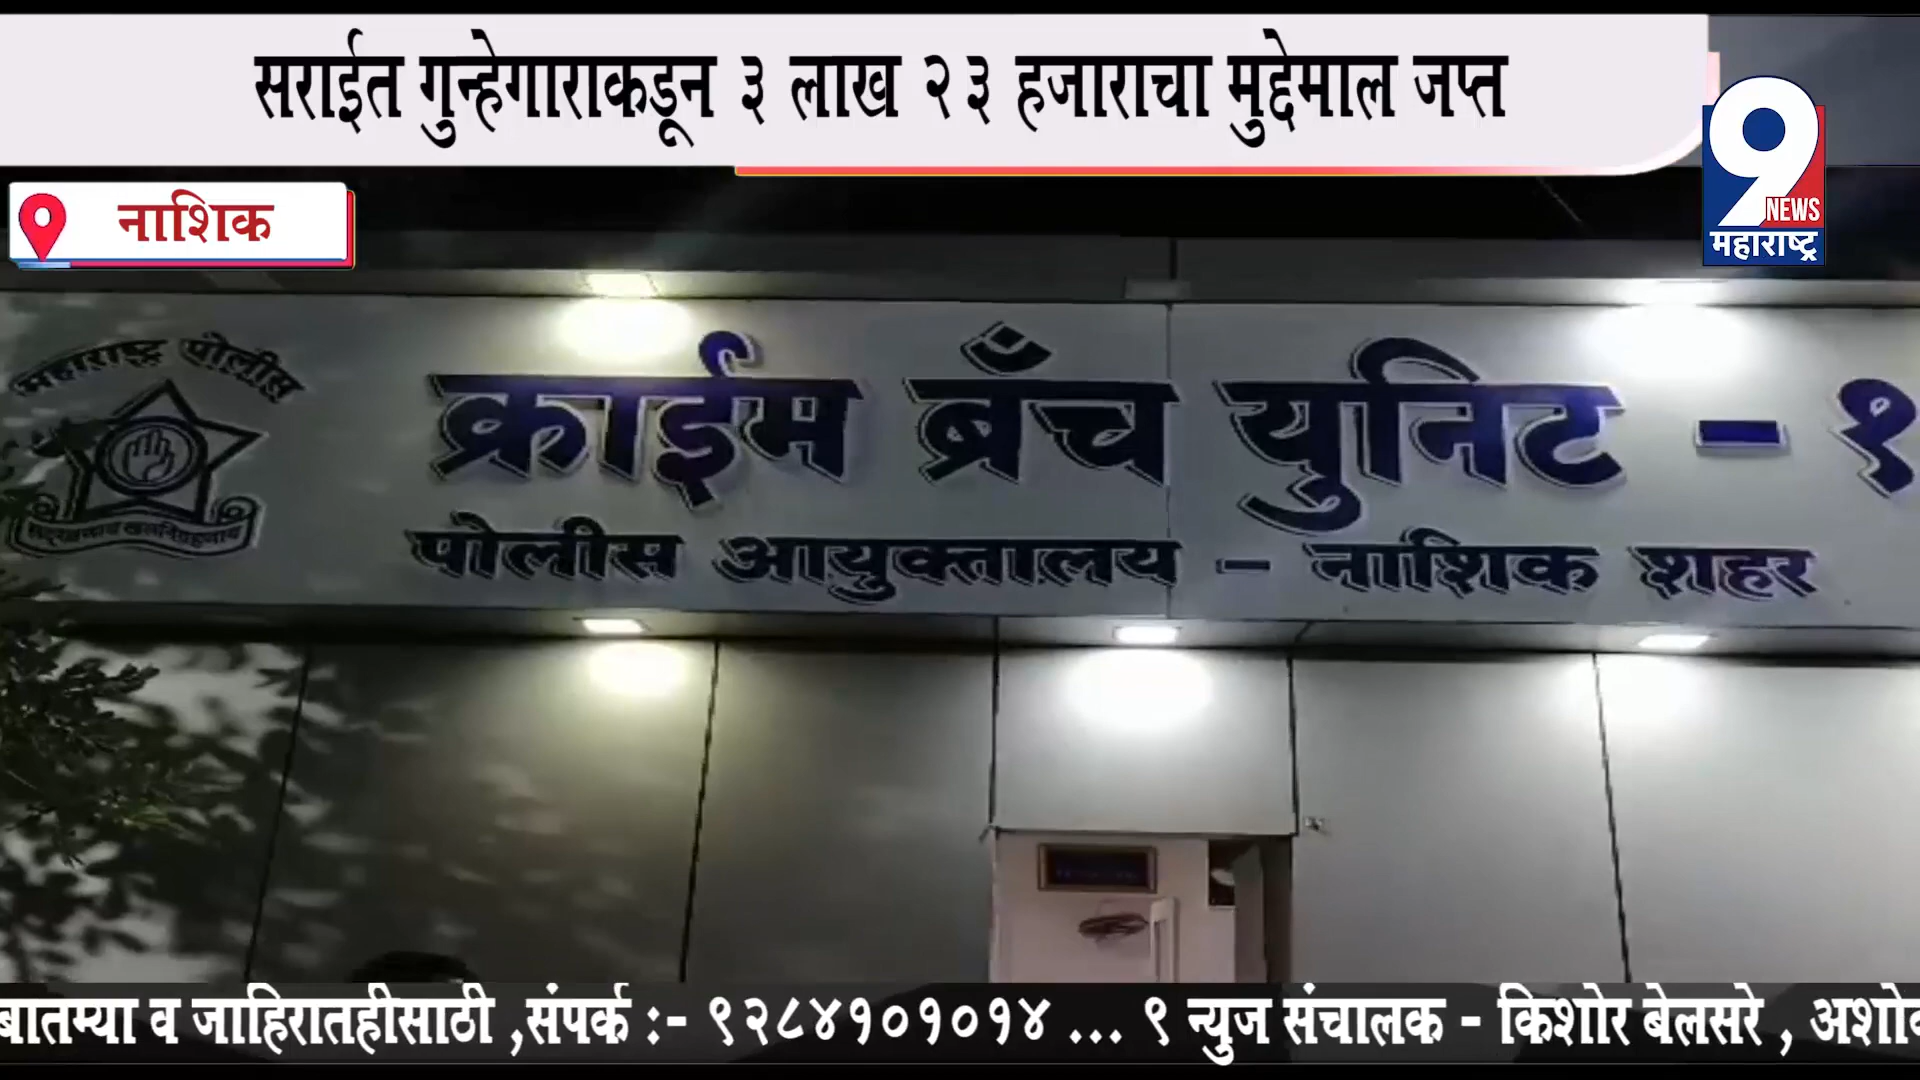 सराईत गुन्हेगाराकडून ३ लाख २३ हजाराचा मुद्देमाल जप्त
9
NEWS
महाराष्ट्र
नाशिक
महाराष्ट्र पोलीस
क्राईम ब्रँच युनिट - १
पोलीस आयुक्तालय - नाशिक शहर
बातम्या व जाहिरातीसाठी ,संपर्क :- ९२८४१०१०१४ ... ९ न्युज संचालक - किशोर बेलसरे ,